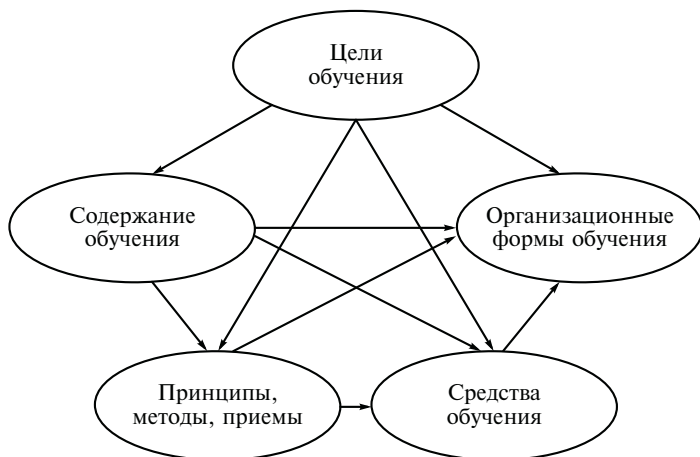 Цели
обучения
Содержание
обучения
Организационные
формы обучения
Принципы,
методы, приемы
Средства
обучения